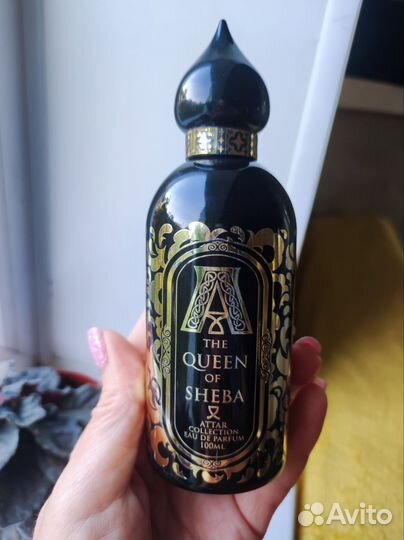 A
THE
QUEEN
OF
SHEBA
ATTAR
COLLECTION
EAU DE PARFUM
100ML
Avito